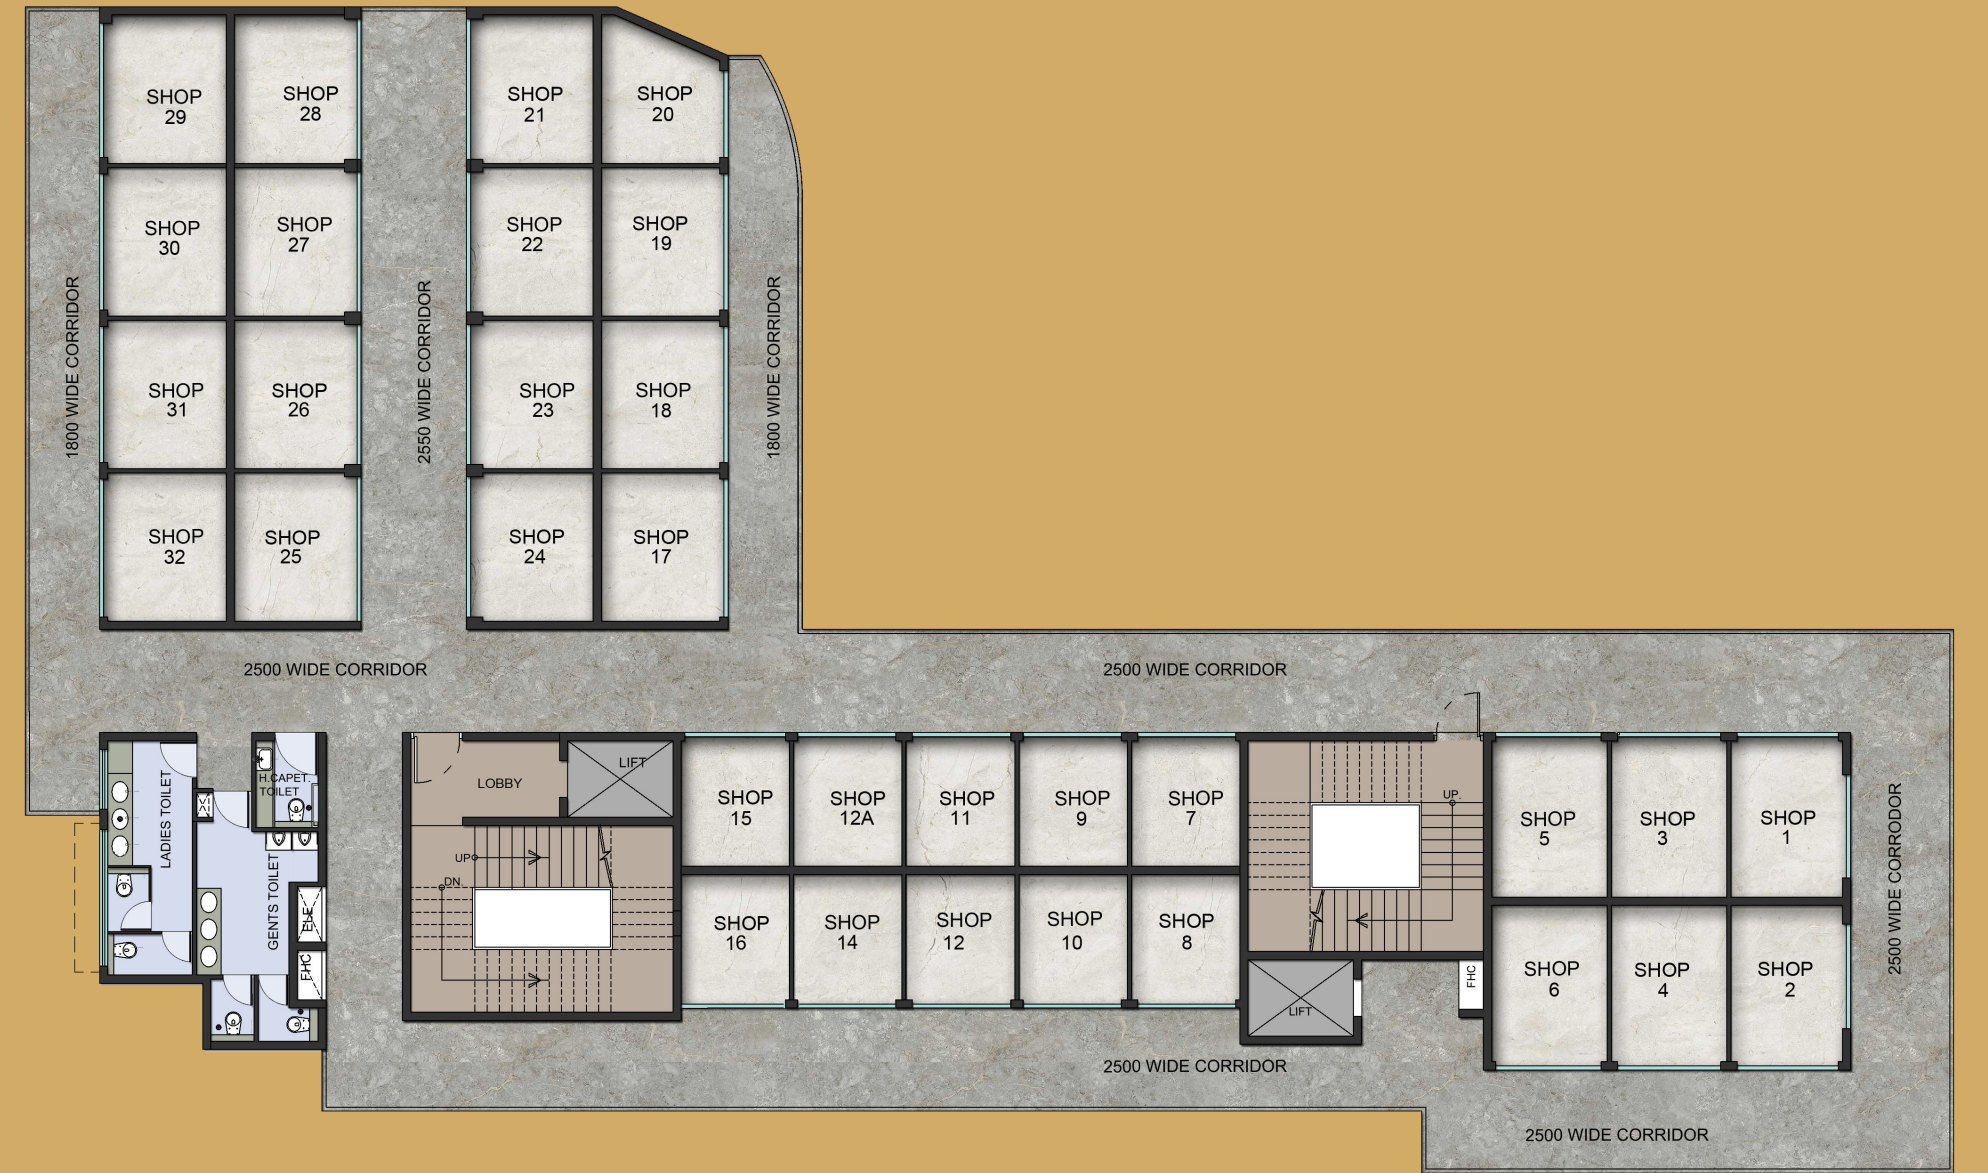 SHOP
29
SHOP
28
SHOP
21
SHOP
20
SHOP
30
SHOP
27
SHOP
22
SHOP
19
1800 WIDE CORRIDOR
2550 WIDE CORRIDOR
1800 WIDE CORRIDOR
SHOP
31
SHOP
26
SHOP
23
SHOP
18
SHOP
32
SHOP
25
SHOP
24
SHOP
17
2500 WIDE CORRIDOR
2500 WIDE CORRIDOR
LADIES TOILET
H.CAPET.
TOILET
GENTS TOILET
ELE
FHC
LOBBY
LIFT
UP
DN.
SHOP
15
SHOP
12A
SHOP
11
SHOP
9
SHOP
7
UP.
SHOP
5
SHOP
3
SHOP
1
2500 WIDE CORRODOR
SHOP
16
SHOP
14
SHOP
12
SHOP
10
SHOP
8
LIFT
FHC
SHOP
6
SHOP
4
SHOP
2
2500 WIDE CORRIDOR
2500 WIDE CORRIDOR